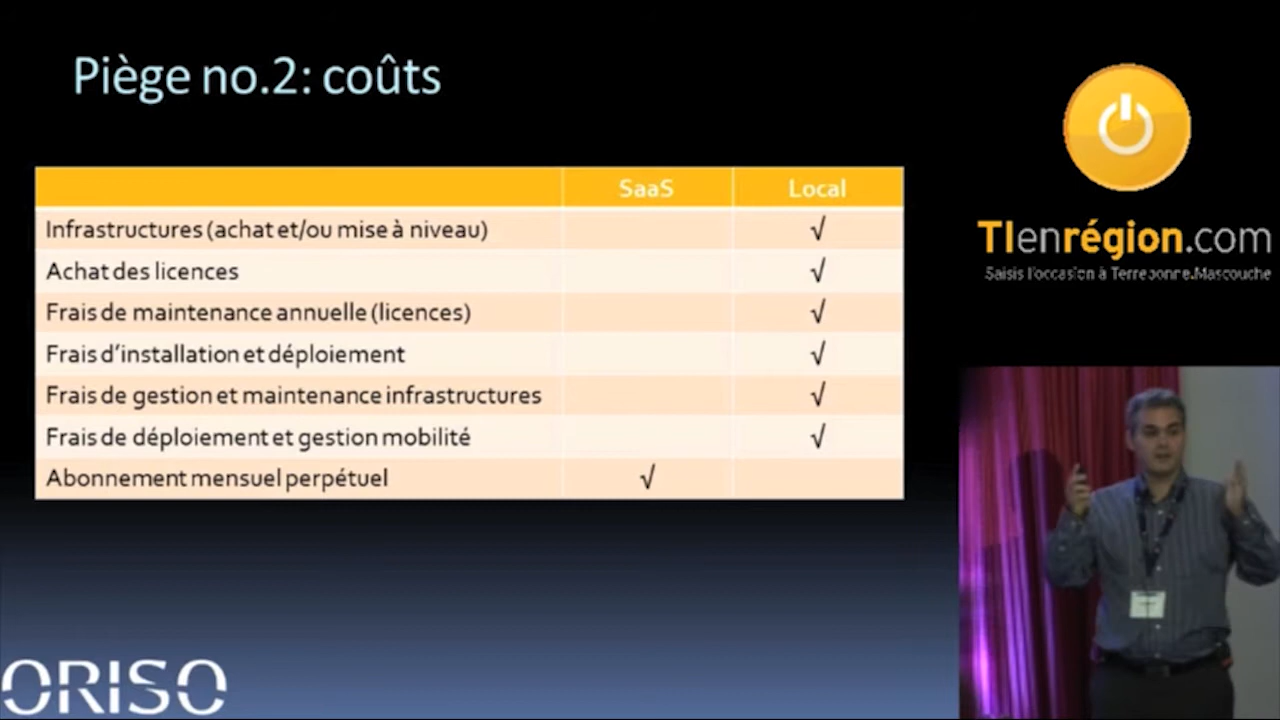 Piège no.2: coûts
SaaS Local
Infrastructures (achat et/ou mise à niveau) √
Achat des licences √
Frais de maintenance annuelle (licences) √
Frais d'installation et déploiement √
Frais de gestion et maintenance infrastructures √
Frais de déploiement et gestion mobilité √
Abonnement mensuel perpétuel √
TIenrégion.com
Saisis l'occasion à Terrebonne.Mascouche
ORISO